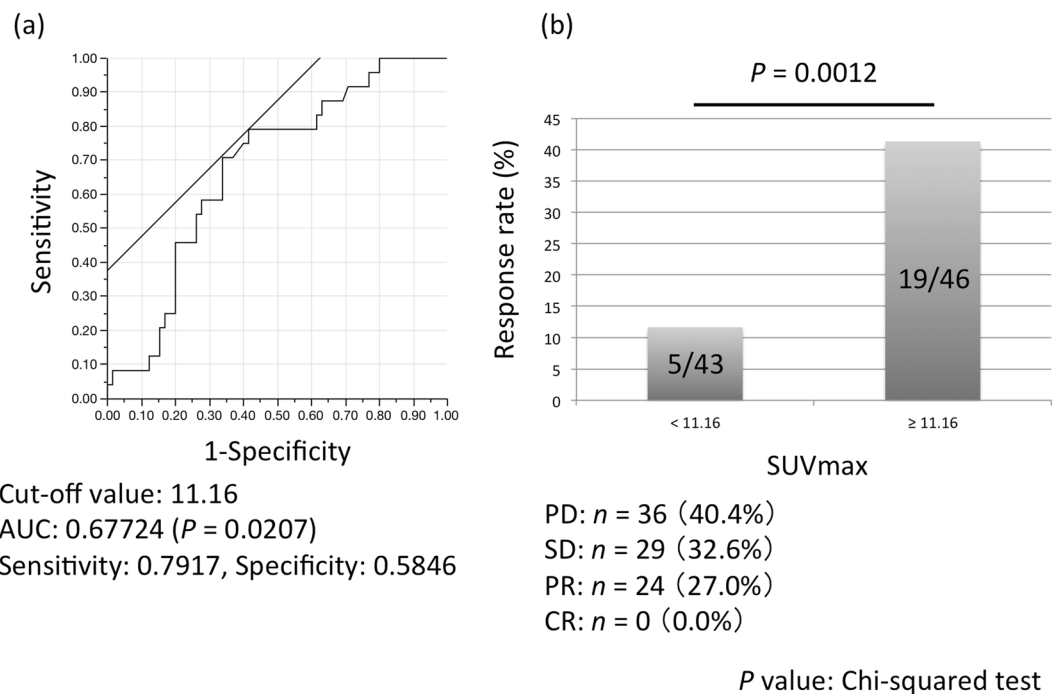 (a)
1.00
0.90
0.80
0.70
0.60
0.50
0.40
0.30
0.20
0.10
0.00
Sensitivity
0.00 0.10 0.20 0.30 0.40 0.50 0.60 0.70 0.80 0.90 1.00
1-Specificity
Cut-off value: 11.16
AUC: 0.67724 (P = 0.0207)
Sensitivity: 0.7917, Specificity: 0.5846
(b)
P = 0.0012
45
40
35
30
25
20
15
10
5
0
Response rate (%)
5/43
19/46
< 11.16
≥ 11.16
SUVmax
PD: n = 36（40.4%）
SD: n = 29（32.6%）
PR: n = 24（27.0%）
CR: n = 0（0.0%）
P value: Chi-squared test